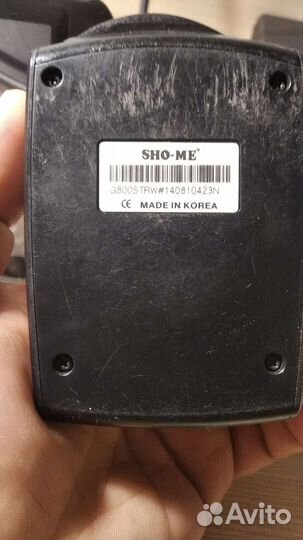 SHO-ME
G800STRW#140810423N
CE MADE IN KOREA
Avito